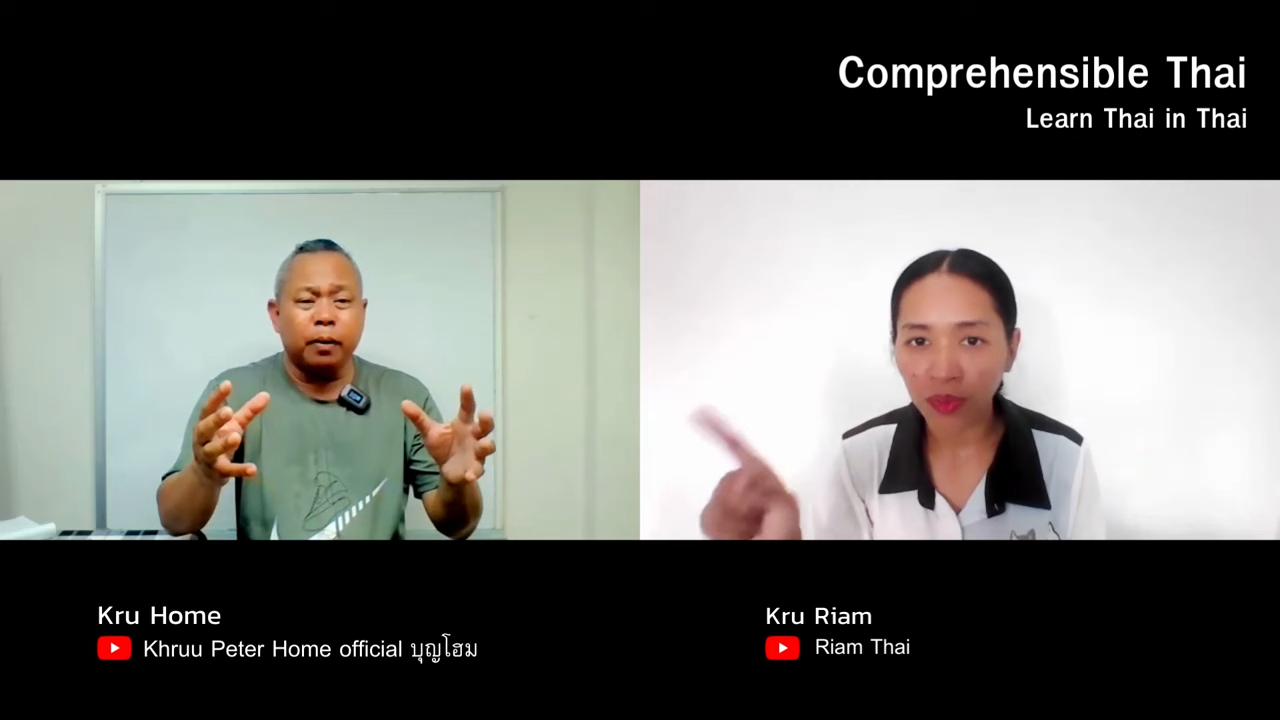 Comprehensible Thai
Learn Thai in Thai
Kru Home
Khruu Peter Home official บุญโฮม
Kru Riam
Riam Thai